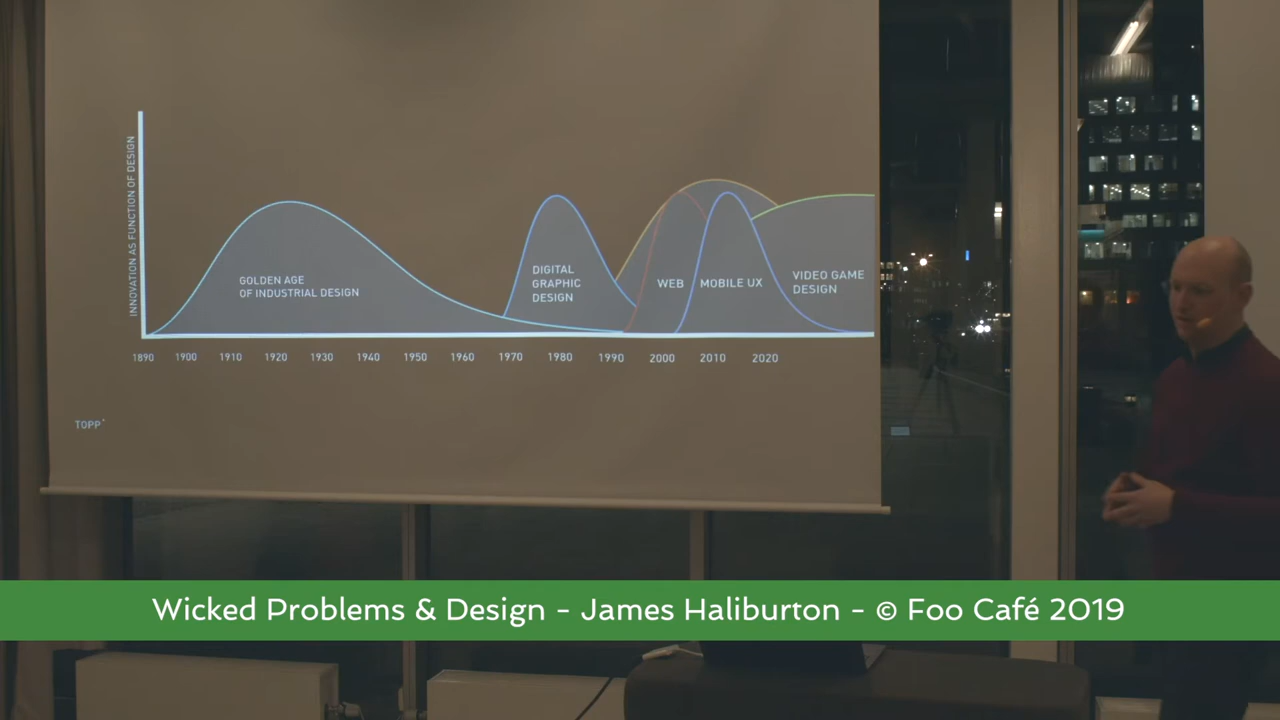 INNOVATION AS FUNCTION OF DESIGN
GOLDEN AGE
OF INDUSTRIAL DESIGN
DIGITAL
GRAPHIC
DESIGN
WEB
MOBILE UX
VIDEO GAME
DESIGN
1890 1900 1910 1920 1930 1940 1950 1960 1970 1980 1990 2000 2010 2020
TOPP
Wicked Problems & Design - James Haliburton - © Foo Café 2019